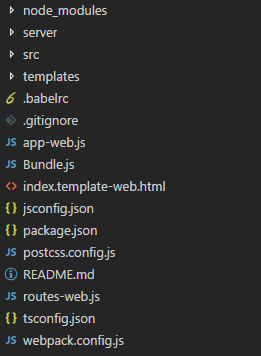 node_modules
server
src
templates
.babelrc
.gitignore
app-web.js
Bundle.js
index.template-web.html
jsconfig.json
package.json
postcss.config.js
README.md
routes-web.js
tsconfig.json
webpack.config.js